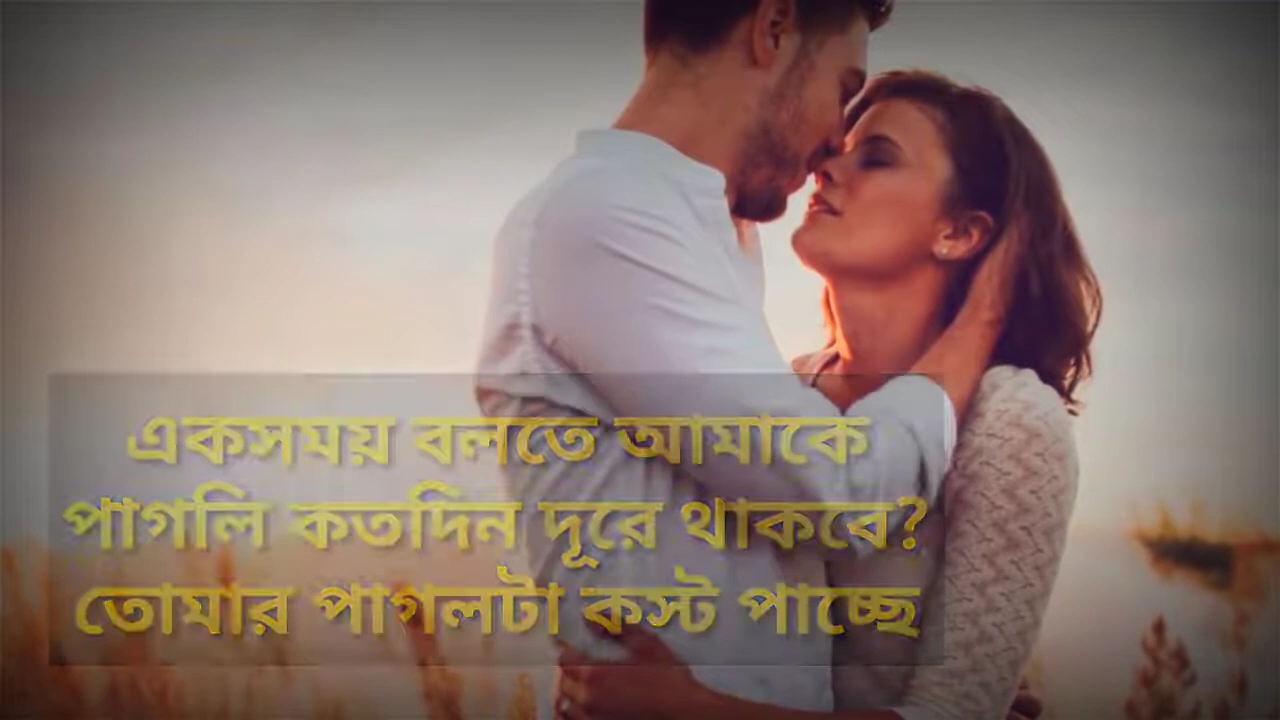 একসময় বলতে আমাকে
পাগলি কতদিন দূরে থাকবে?
তোমার পাগলটা কস্ট পাচ্ছে